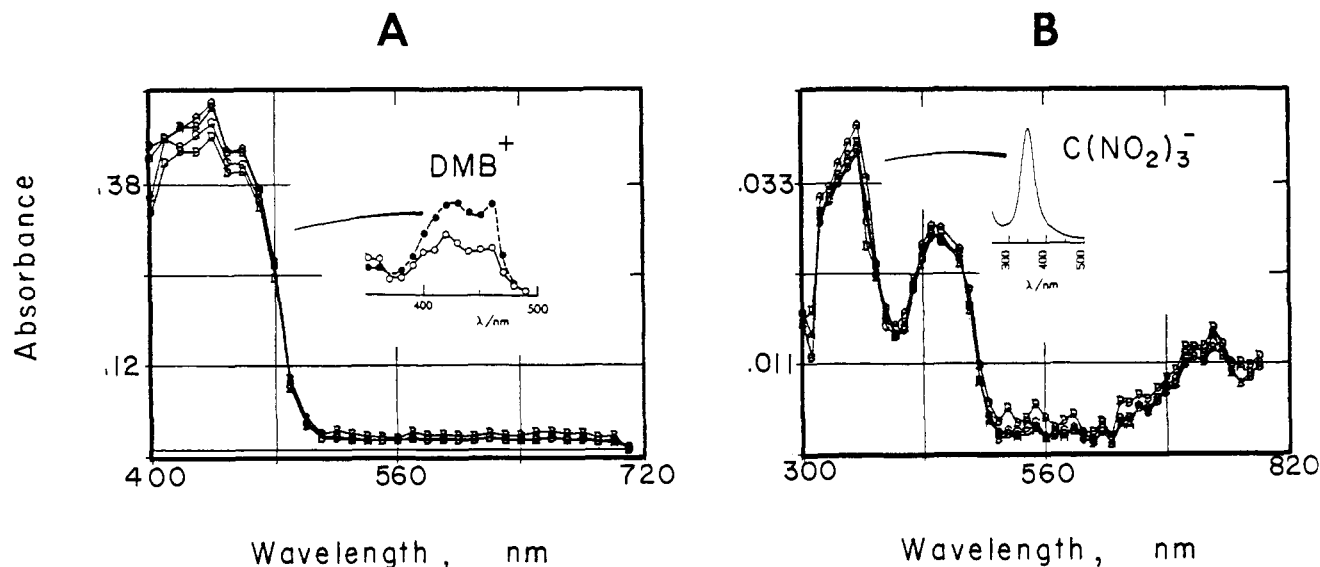 A
B
Absorbance
.38
.12
400
560
720
DMB+
400
500
λ/nm
Wavelength, nm
.033
.011
300
560
820
C(NO2)3-
300
400
500
λ/nm
Wavelength, nm